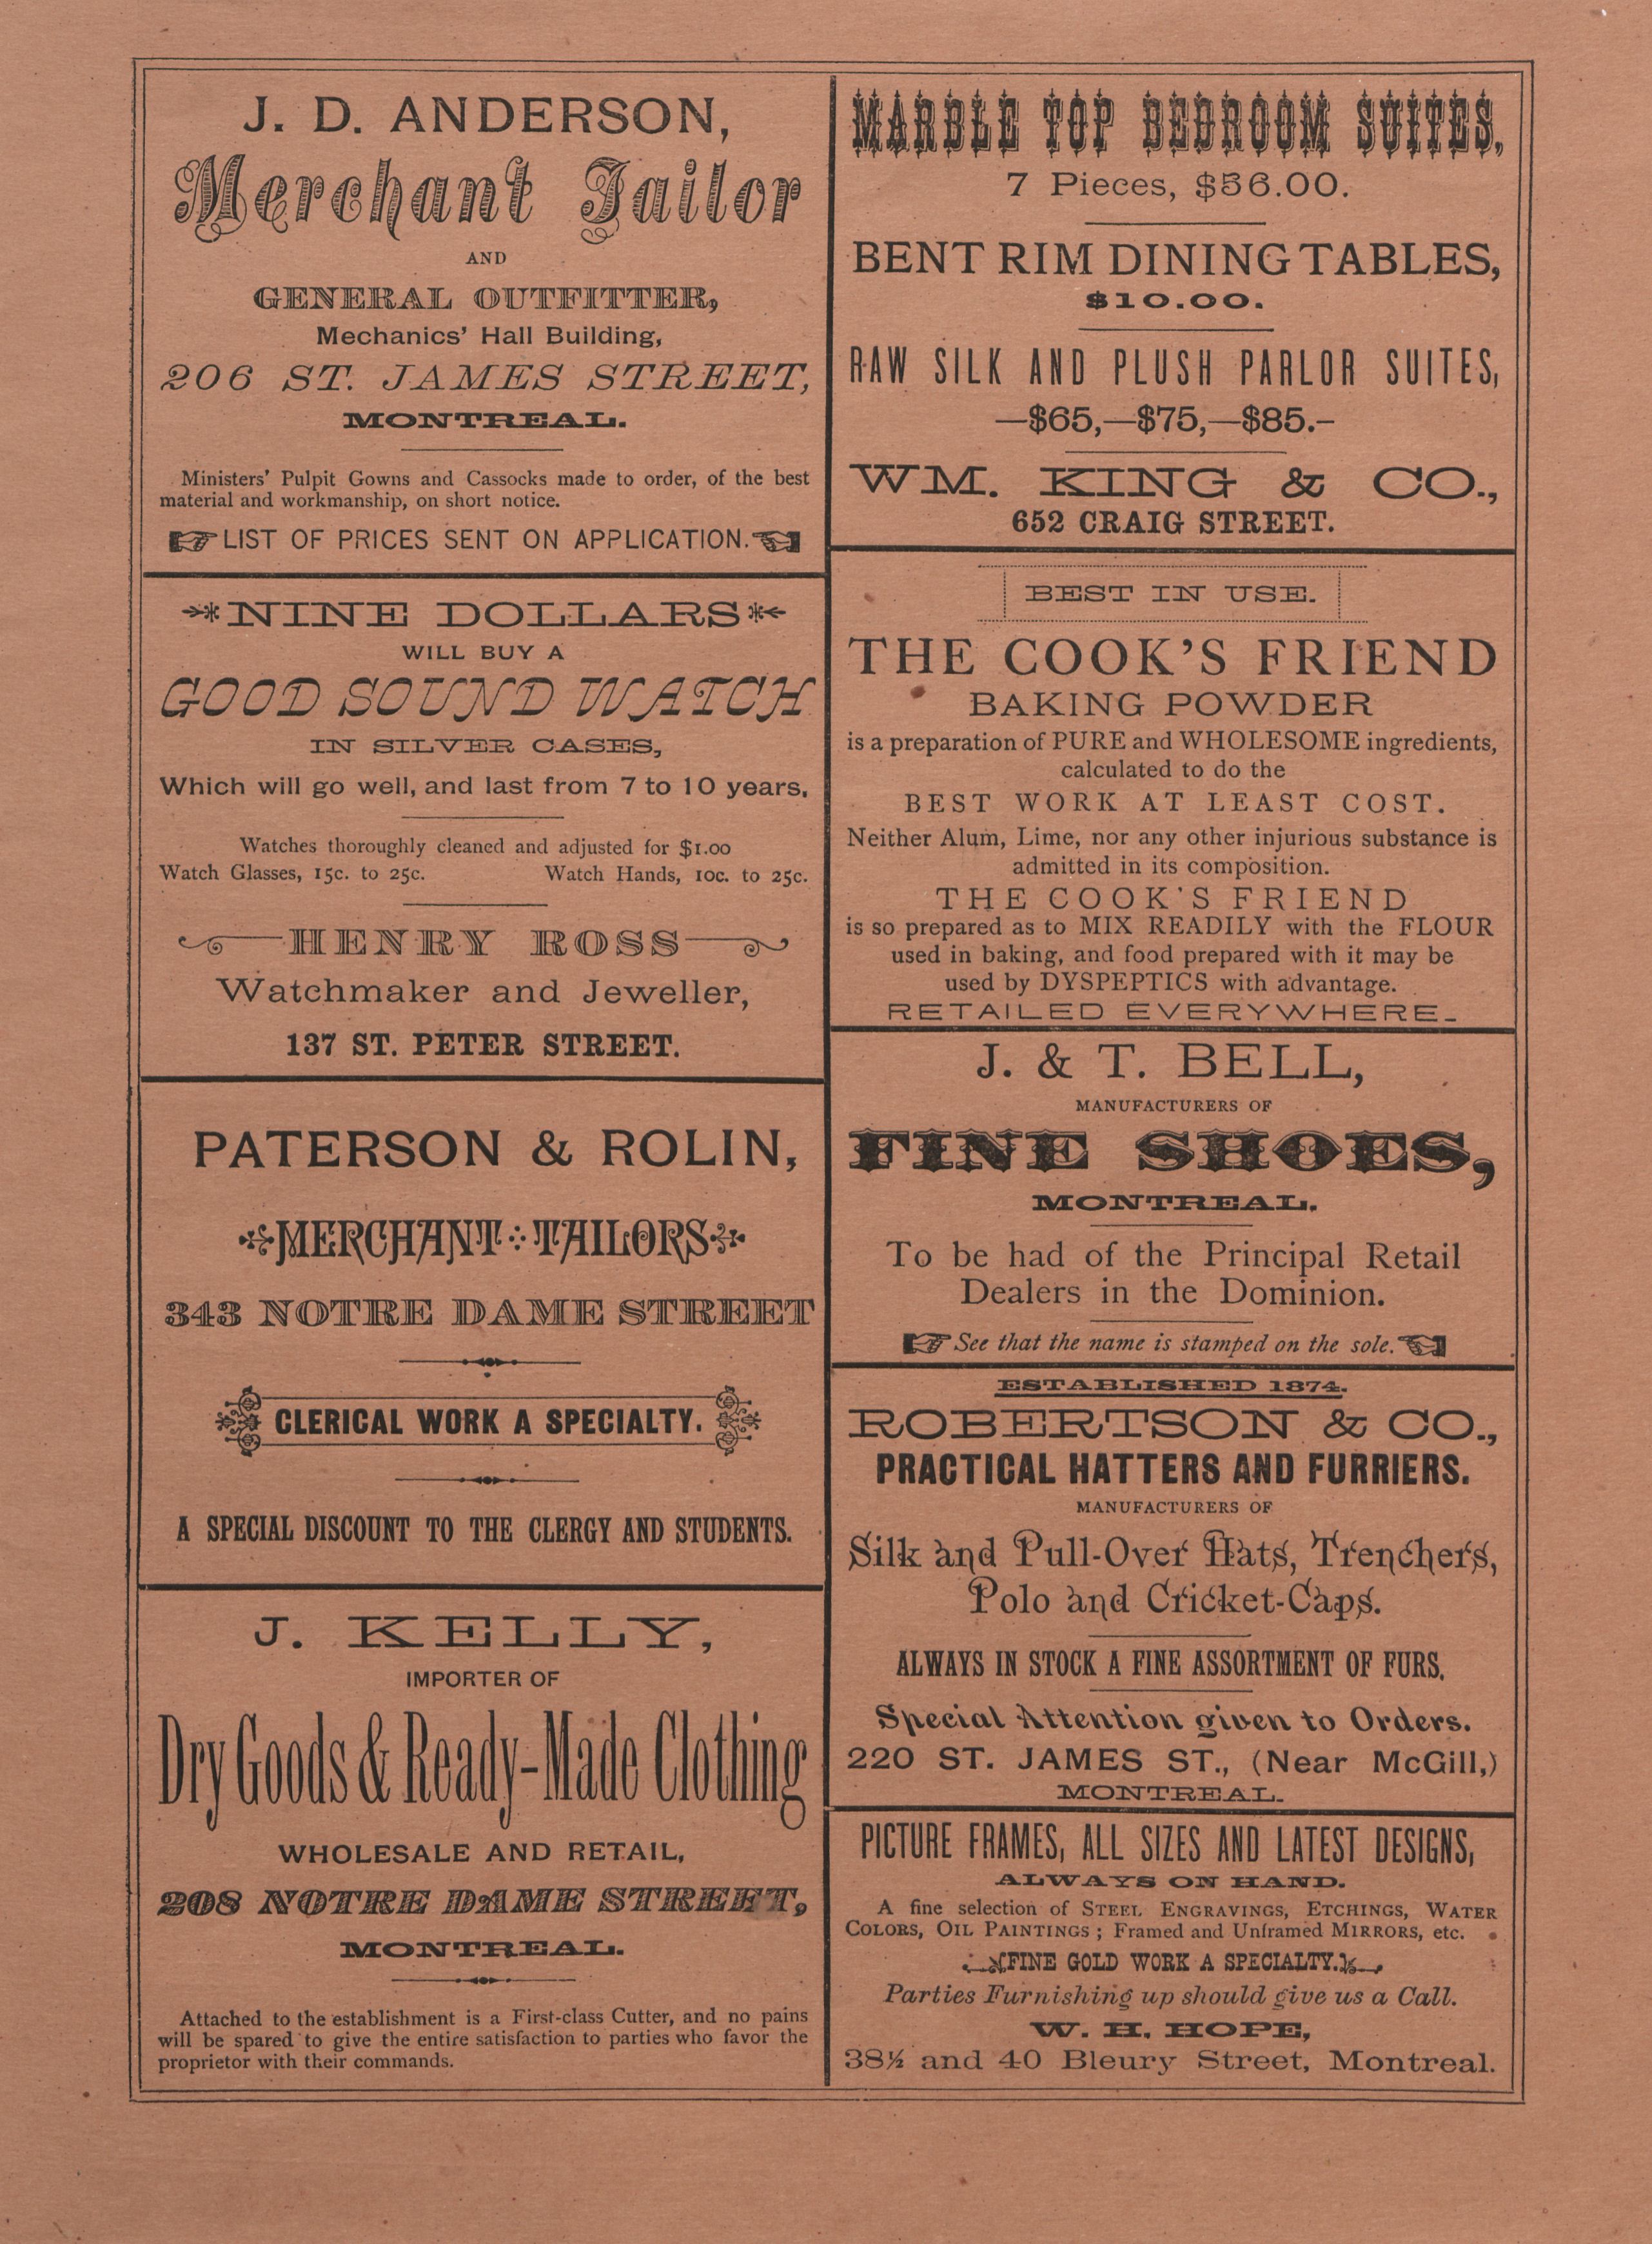 J. D. ANDERSON,
Merchant Tailor
AND
GENERAL OUTFITTER,
Mechanics' Hall Building,
206 ST. JAMES STREET,
MONTREAL.
Ministers' Pulpit Gowns and Cassocks made to order, of the best
material and workmanship, on short notice.
LIST OF PRICES SENT ON APPLICATION.
NINE DOLLARS
WILL BUY A
GOOD SOUND WATCH
IN SILVER CASES,
Which will go well, and last from 7 to 10 years.
Watches thoroughly cleaned and adjusted for $1.00
Watch Glasses, 15c. to 25c. Watch Hands, 10c. to 25c.
HENRY ROSS
Watchmaker and Jeweller,
137 ST. PETER STREET.
PATERSON & ROLIN,
MERCHANT TAILORS
343 NOTRE DAME STREET
CLERICAL WORK A SPECIALTY.
A SPECIAL DISCOUNT TO THE CLERGY AND STUDENTS.
J. KELLY,
IMPORTER OF
Dry Goods & Ready-Made Clothing
WHOLESALE AND RETAIL,
208 NOTRE DAME STREET,
MONTREAL.
Attached to the establishment is a First-class Cutter, and no pains
will be spared to give the entire satisfaction to parties who favor the
proprietor with their commands.
MARBLE TOP BEDROOM SUITES.
7 Pieces, $56.00.
BENT RIM DINING TABLES,
$10.00.
RAW SILK AND PLUSH PARLOR SUITES,
—$65,—$75,—$85.-
WM. KING & CO.,
652 CRAIG STREET.
BEST IN USE.
THE COOK'S FRIEND
BAKING POWDER
is a preparation of PURE and WHOLESOME ingredients,
calculated to do the
BEST WORK AT LEAST COST.
Neither Alum, Lime, nor any other injurious substance is
admitted in its composition.
THE COOK'S FRIEND
is so prepared as to MIX READILY with the FLOUR
used in baking, and food prepared with it may be
used by DYSPEPTICS with advantage.
RETAILED EVERYWHERE.
J. & T. BELL,
MANUFACTURERS OF
FINE SHOES,
MONTREAL.
To be had of the Principal Retail
Dealers in the Dominion.
See that the name is stamped on the sole.
ESTABLISHED 1874.
ROBERTSON & CO.,
PRACTICAL HATTERS AND FURRIERS.
MANUFACTURERS OF
Silk and Pull-Over Hats, Trenchers,
Polo and Cricket-Caps.
ALWAYS IN STOCK A FINE ASSORTMENT OF FURS.
Special Attention given to Orders.
220 ST. JAMES ST., (Near McGill,)
MONTREAL.
PICTURE FRAMES, ALL SIZES AND LATEST DESIGNS,
ALWAYS ON HAND.
A fine selection of STEEL ENGRAVINGS, ETCHINGS, WATER
COLORS, OIL PAINTINGS; Framed and Unframed MIRRORS, etc.
FINE GOLD WORK A SPECIALTY.
Parties Furnishing up should give us a Call.
W. H. HOPE,
38½ and 40 Bleury Street, Montreal.